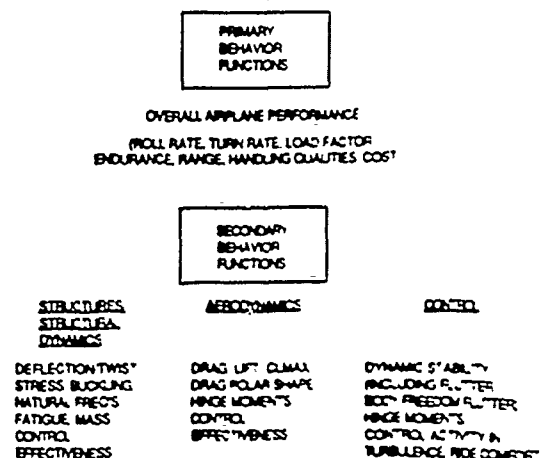 PRIMARY
BEHAVIOR
FUNCTIONS
OVERALL AIRPLANE PERFORMANCE
(ROLL RATE, TURN RATE, LOAD FACTOR
ENDURANCE, RANGE, HANDLING QUALITIES, COST
SECONDARY
BEHAVIOR
FUNCTIONS
STRUCTURES
STRUCTURAL
DYNAMICS
DEFLECTION TWIST
STRESS, BUCKLING
NATURAL FREQ'S
FATIGUE, MASS
CONTROL
EFFECTIVENESS
AERODYNAMICS
DRAG, LIFT, CLMAX
DRAG POLAR SHAPE
HINGE MOMENTS
CONTROL
EFFECTIVENESS
CONTROL
DYNAMIC STABILITY
INCLUDING FLUTTER
BODY FREEDOM FLUTTER
HINGE MOMENTS
CONTROL ACTIVITY IN
TURBULENCE, RIDE COMFORT